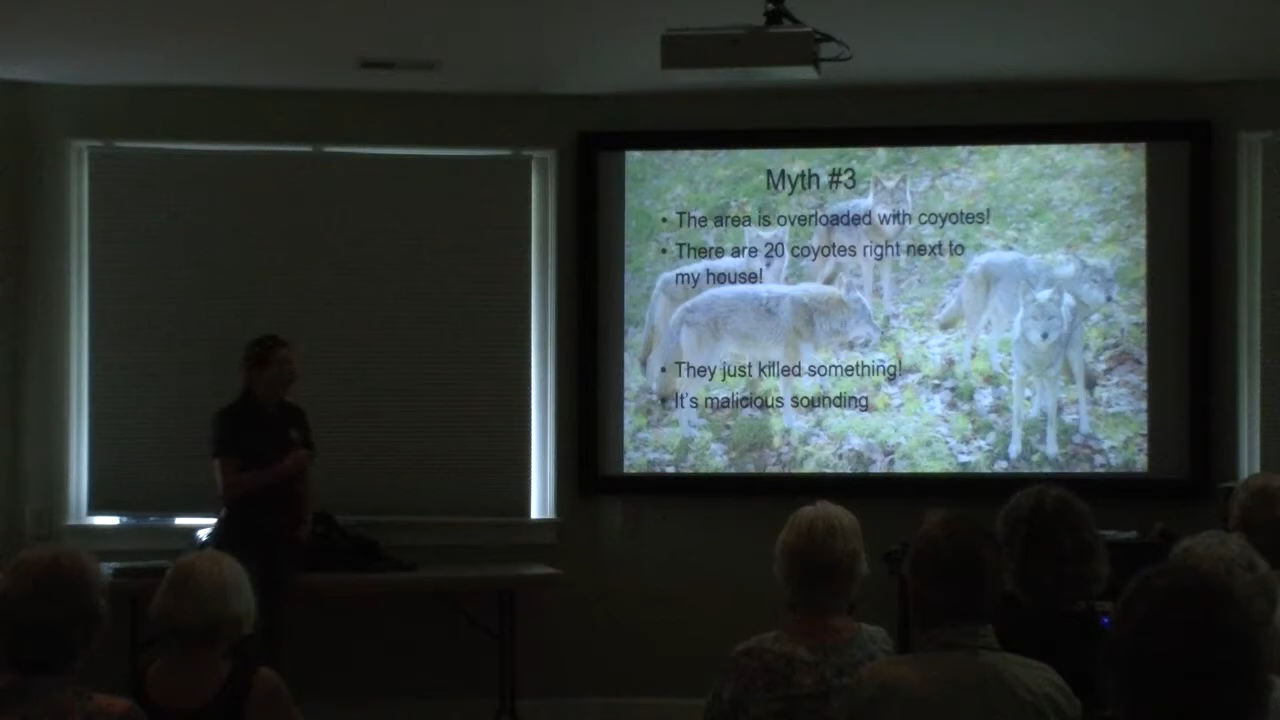 Myth #3
• The area is overloaded with coyotes!
• There are 20 coyotes right next to
my house!
• They just killed something!
• It's malicious sounding